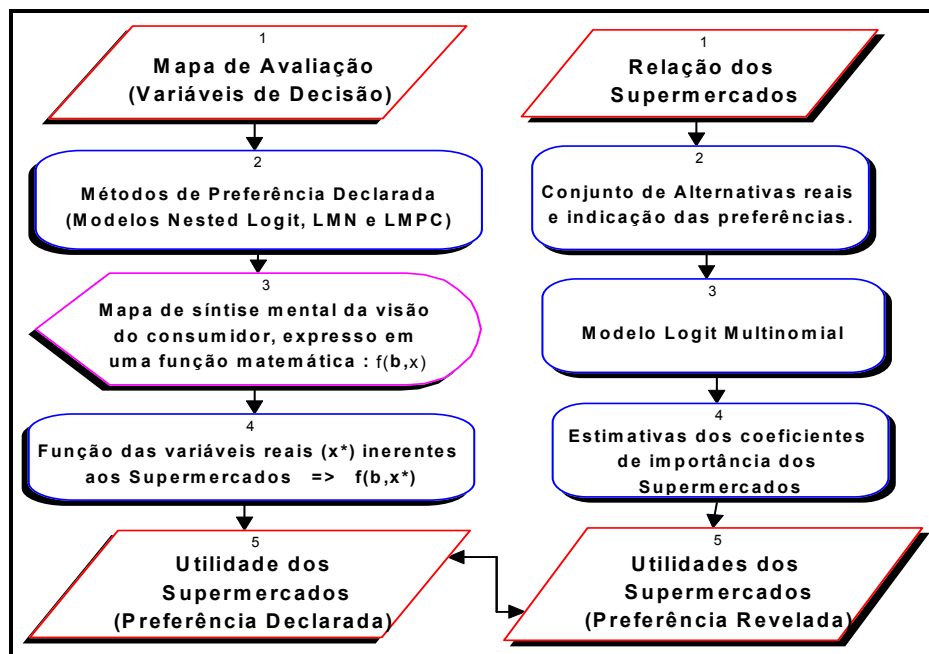 1
Mapa de Avaliação
(Variáveis de Decisão)
2
Métodos de Preferência Declarada
(Modelos Nested Logit, LMN e LMPC)
3
Mapa de síntise mental da visão
do consumidor, expresso em
uma função matemática : f(b,x)
4
Função das variáveis reais (x*) inerentes
aos Supermercados => f(b,x*)
5
Utilidade dos
Supermercados
(Preferência Declarada)
1
Relação dos
Supermercados
2
Conjunto de Alternativas reais
e indicação das preferências.
3
Modelo Logit Multinomial
4
Estimativas dos coeficientes
de importância dos
Supermercados
5
Utilidades dos
Supermercados
(Preferência Revelada)